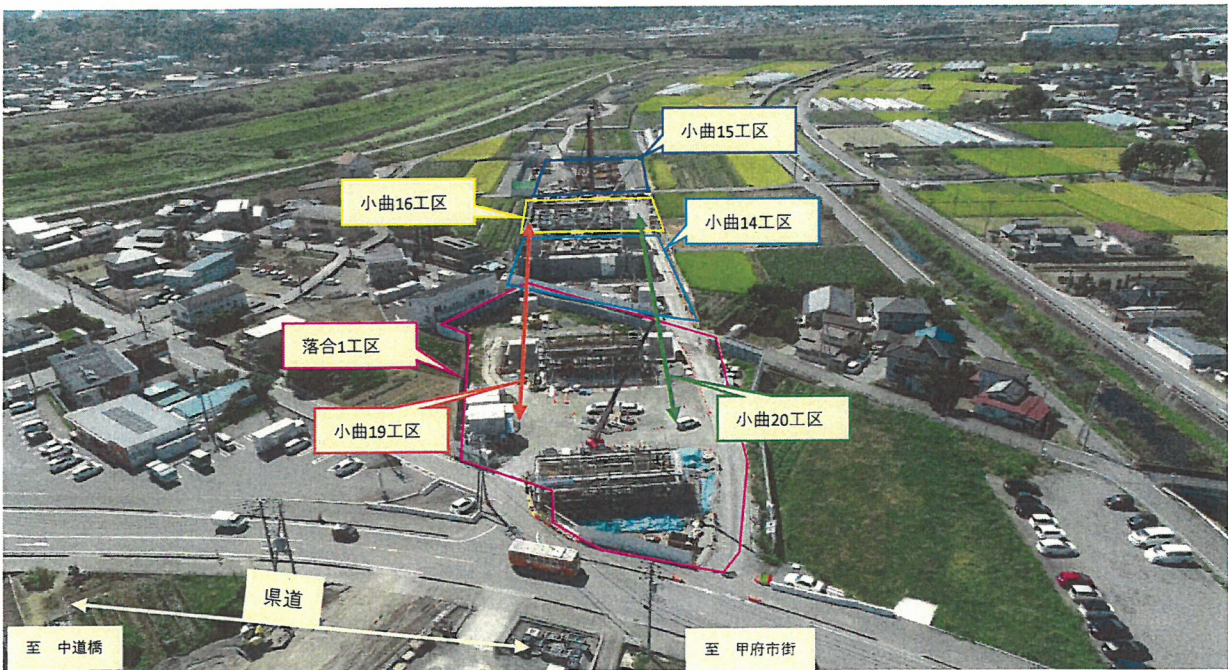 小曲15工区
小曲16工区
小曲14工区
落合1工区
小曲19工区
小曲20工区
県道
至 中道橋
至 甲府市街